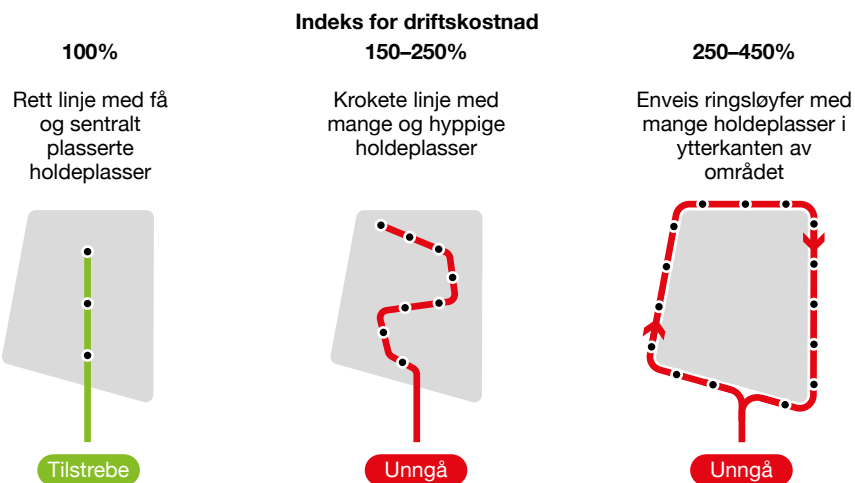 Indeks for driftskostnad
100%
Rett linje med få
og sentralt
plasserte
holdeplasser
Tilstrebe
150–250%
Krokete linje med
mange og hyppige
holdeplasser
Unngå
250–450%
Enveis ringsløyfer med
mange holdeplasser i
ytterkanten av
området
Unngå